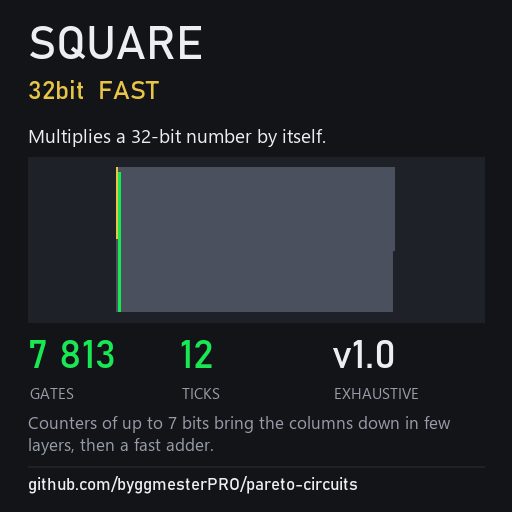 SQUARE
32bit FAST
Multiplies a 32-bit number by itself.
7 813 12 v1.0
GATES TICKS EXHAUSTIVE
Counters of up to 7 bits bring the columns down in few
layers, then a fast adder.
github.com/byggmesterPRO/pareto-circuits